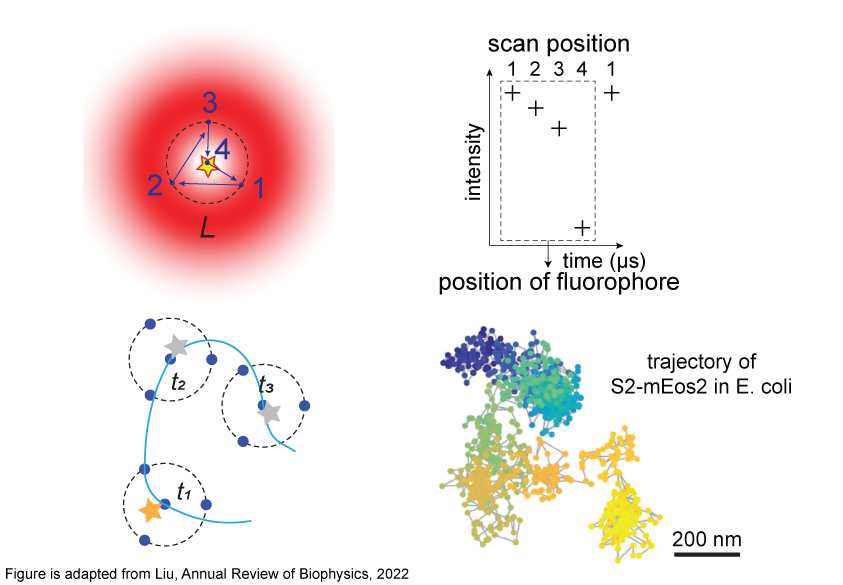 3
4
2
1
L
scan position
1 2 3 4 1
intensity
time (µs)
position of fluorophore
t₂
t₃
t₁
trajectory of
S2-mEos2 in E. coli
200 nm
Figure is adapted from Liu, Annual Review of Biophysics, 2022